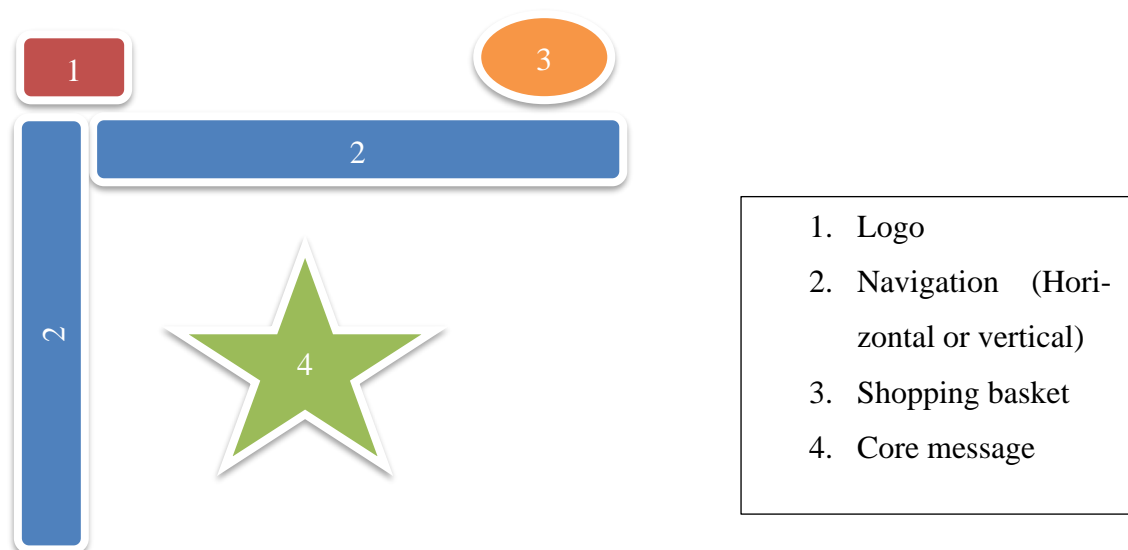 1
3
2
2
4
1. Logo
2. Navigation (Hori-
zontal or vertical)
3. Shopping basket
4. Core message